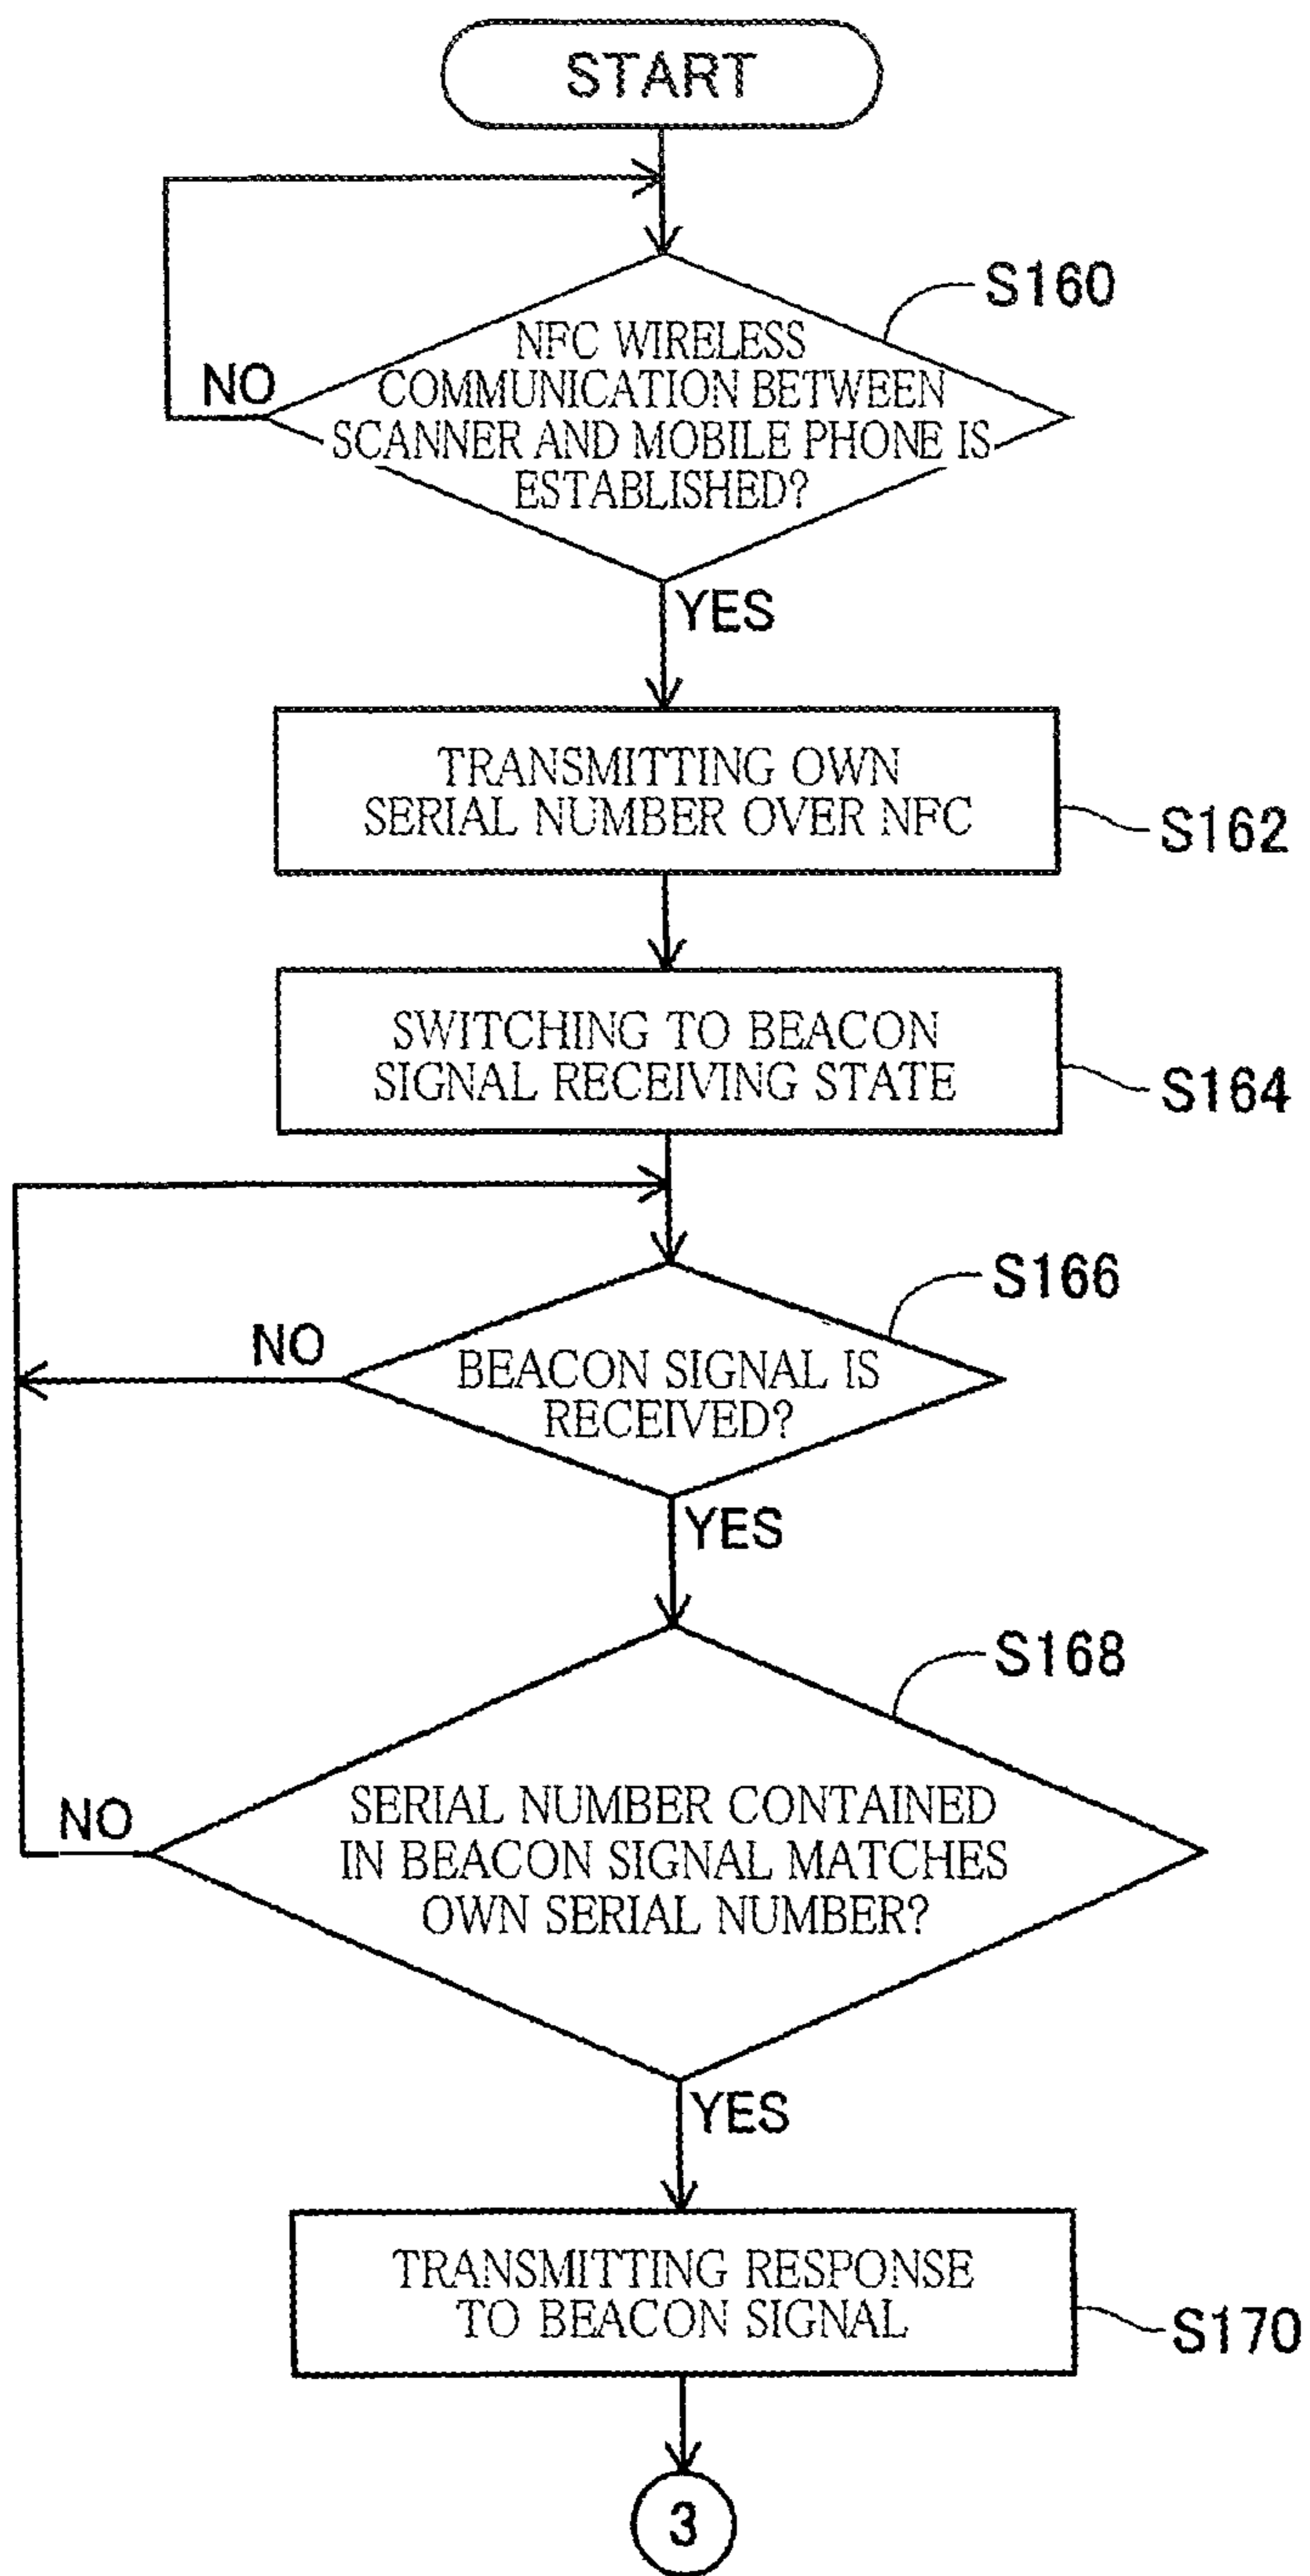 START
S160
NFC WIRELESS
COMMUNICATION BETWEEN
SCANNER AND MOBILE PHONE IS
ESTABLISHED?
NO
YES
TRANSMITTING OWN
SERIAL NUMBER OVER NFC
S162
SWITCHING TO BEACON
SIGNAL RECEIVING STATE
S164
S166
NO
BEACON SIGNAL IS
RECEIVED?
YES
S168
NO
SERIAL NUMBER CONTAINED
IN BEACON SIGNAL MATCHES
OWN SERIAL NUMBER?
YES
TRANSMITTING RESPONSE
TO BEACON SIGNAL
S170
3